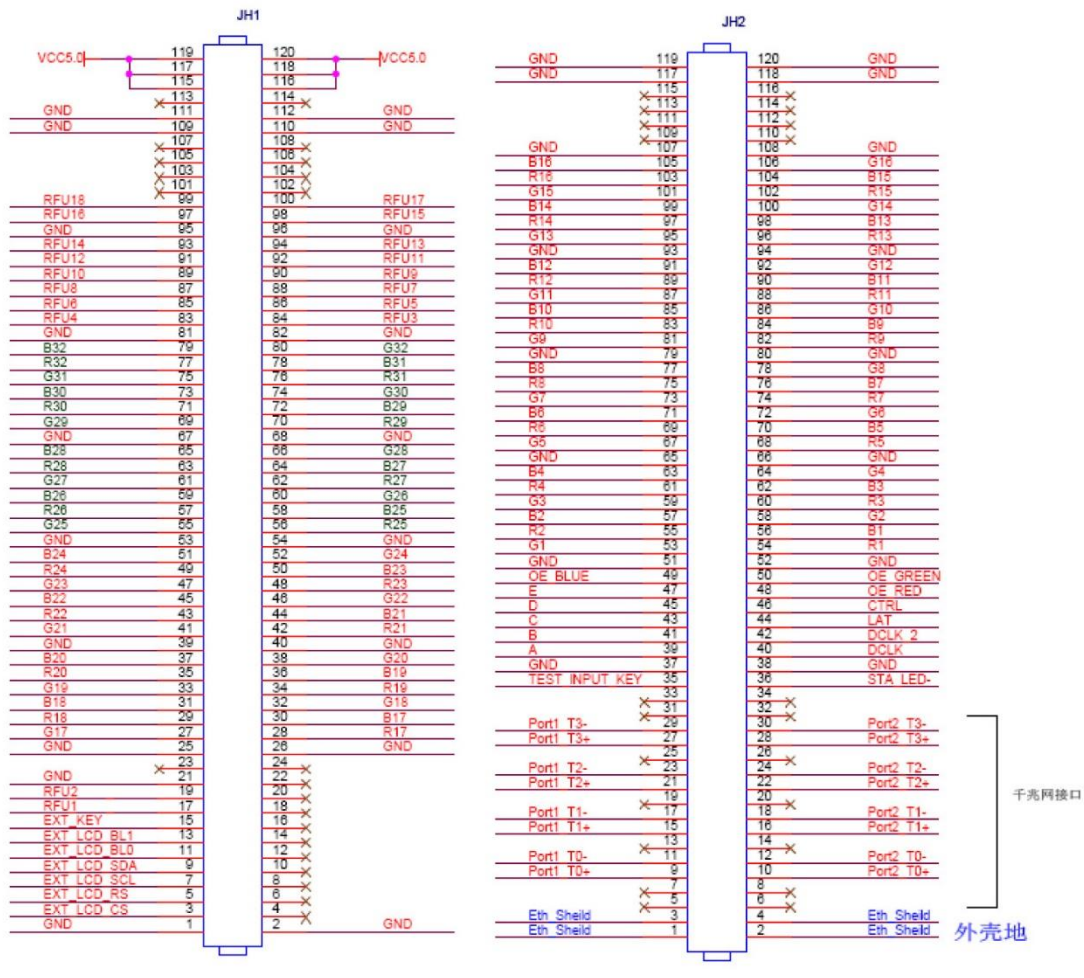 JH1
VCC5.0 119 120 VCC5.0
117 118
115 116
113 114
GND 111 112 GND
GND 109 110 GND
107 108
105 106
103 104
101 102
RFU18 99 100 RFU17
RFU16 97 98 RFU15
GND 95 96 GND
RFU14 93 94 RFU13
RFU12 91 92 RFU11
RFU10 89 90 RFU9
RFU8 87 88 RFU7
RFU6 85 86 RFU5
RFU4 83 84 RFU3
GND 81 82 GND
B32 79 80 G32
R32 77 78 B31
G31 75 76 R31
B30 73 74 G30
R30 71 72 B29
G29 69 70 R29
GND 67 68 GND
B28 65 66 G28
R28 63 64 B27
G27 61 62 R27
B26 59 60 G26
R26 57 58 B25
G25 55 56 R25
GND 53 54 GND
B24 51 52 G24
R24 49 50 B23
G23 47 48 R23
B22 45 46 G22
R22 43 44 B21
G21 41 42 R21
GND 39 40 GND
B20 37 38 G20
R20 35 36 B19
G19 33 34 R19
B18 31 32 G18
R18 29 30 B17
G17 27 28 R17
GND 25 26 GND
23 24
GND 21 22
RFU2 19 20
RFU1 17 18
EXT_KEY 15 16
EXT_LCD_BL1 13 14
EXT_LCD_BL0 11 12
EXT_LCD_SDA 9 10
EXT_LCD_SCL 7 8
EXT_LCD_RS 5 6
EXT_LCD_CS 3 4
GND 1 2 GND
JH2
GND 119 120 GND
GND 117 118 GND
115 116
113 114
111 112
109 110
GND 107 108 GND
B16 105 106 G16
R16 103 104 B15
G15 101 102 R15
B14 99 100 G14
R14 97 98 B13
G13 95 96 R13
GND 93 94 GND
B12 91 92 G12
R12 89 90 B11
G11 87 88 R11
B10 85 86 G10
R10 83 84 B9
G9 81 82 R9
GND 79 80 GND
B8 77 78 G8
R8 75 76 B7
G7 73 74 R7
B6 71 72 G6
R6 69 70 B5
G5 67 68 R5
GND 65 66 GND
B4 63 64 G4
R4 61 62 B3
G3 59 60 R3
B2 57 58 G2
R2 55 56 B1
G1 53 54 R1
GND 51 52 GND
OE_BLUE 49 50 OE_GREEN
E 47 48 OE_RED
D 45 46 CTRL
C 43 44 LAT
B 41 42 DCLK_2
A 39 40 DCLK
GND 37 38 GND
TEST_INPUT_KEY 35 36 STA_LED-
33 34
31 32
Port1_T3- 29 30 Port2_T3-
Port1_T3+ 27 28 Port2_T3+
25 26
Port1_T2- 23 24 Port2_T2-
Port1_T2+ 21 22 Port2_T2+
19 20
Port1_T1- 17 18 Port2_T1-
Port1_T1+ 15 16 Port2_T1+
13 14
Port1_T0- 11 12 Port2_T0-
Port1_T0+ 9 10 Port2_T0+
7 8
5 6
Eth_Sheild 3 4 Eth_Sheild
Eth_Sheild 1 2 Eth_Sheild
千兆网接口
外壳地